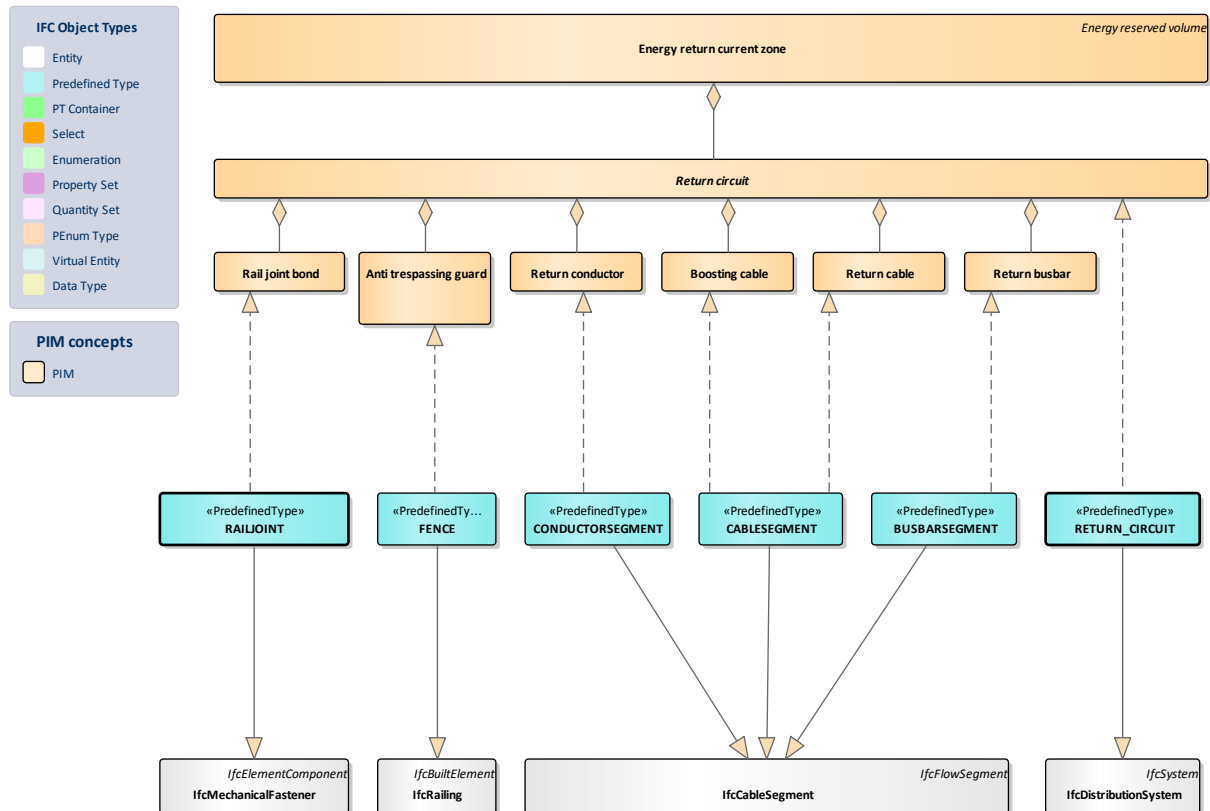 IFC Object Types
Entity
Predefined Type
PT Container
Select
Enumeration
Property Set
Quantity Set
PEnum Type
Virtual Entity
Data Type
PIM concepts
PIM
Energy reserved volume
Energy return current zone
Return circuit
Rail joint bond
Anti trespassing guard
Return conductor
Boosting cable
Return cable
Return busbar
«PredefinedType»
RAILJOINT
«PredefinedTy...
FENCE
«PredefinedType»
CONDUCTORSEGMENT
«PredefinedType»
CABLESEGMENT
«PredefinedType»
BUSBARSEGMENT
«PredefinedType»
RETURN_CIRCUIT
IfcElementComponent
IfcMechanicalFastener
IfcBuiltElement
IfcRailing
IfcFlowSegment
IfcCableSegment
IfcSystem
IfcDistributionSystem